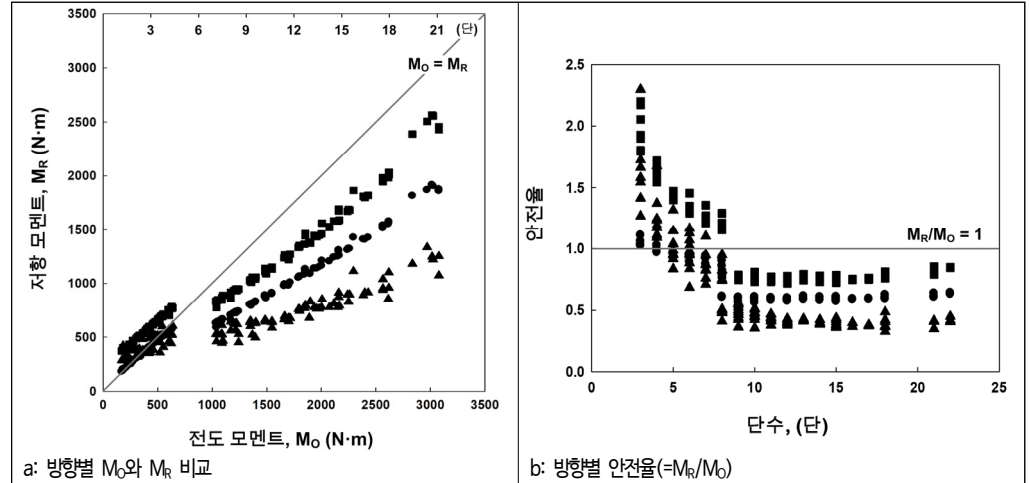 3 6 9 12 15 18 21 (단)
3500
3000
2500
2000
1500
1000
500
0
저항 모멘트, M_R (N·m)
M_O = M_R
0 500 1000 1500 2000 2500 3000 3500
전도 모멘트, M_O (N·m)
a: 방향별 M_O와 M_R 비교
2.5
2.0
1.5
1.0
0.5
0.0
안전율
M_R/M_O = 1
0 5 10 15 20 25
단수, (단)
b: 방향별 안전율(=M_R/M_O)